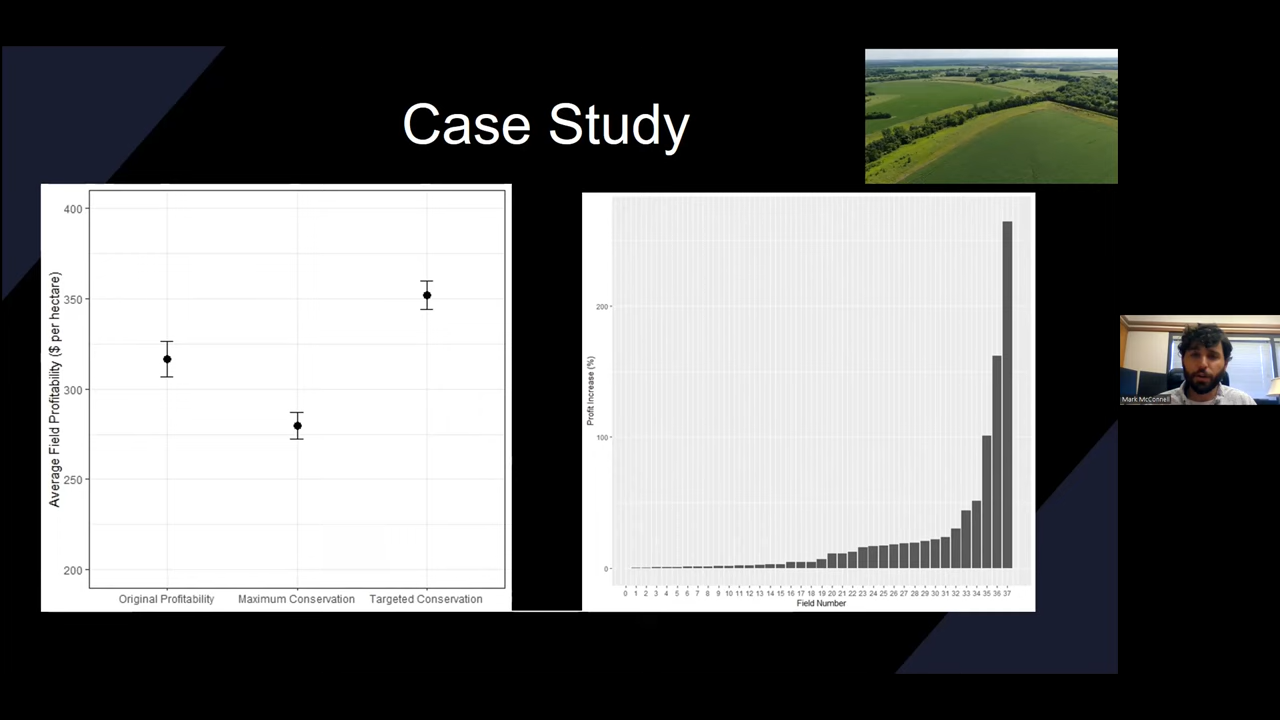 Case Study
400
350
300
250
200
Average Field Profitability ($ per hectare)
Original Profitability Maximum Conservation Targeted Conservation
200
100
0
Profit Increase (%)
0 1 2 3 4 5 6 7 8 9 10 11 12 13 14 15 16 17 19 20 21 22 23 24 25 26 27 28 29 30 31 32 33 34 35 36 37
Field Number
Mark McConnell